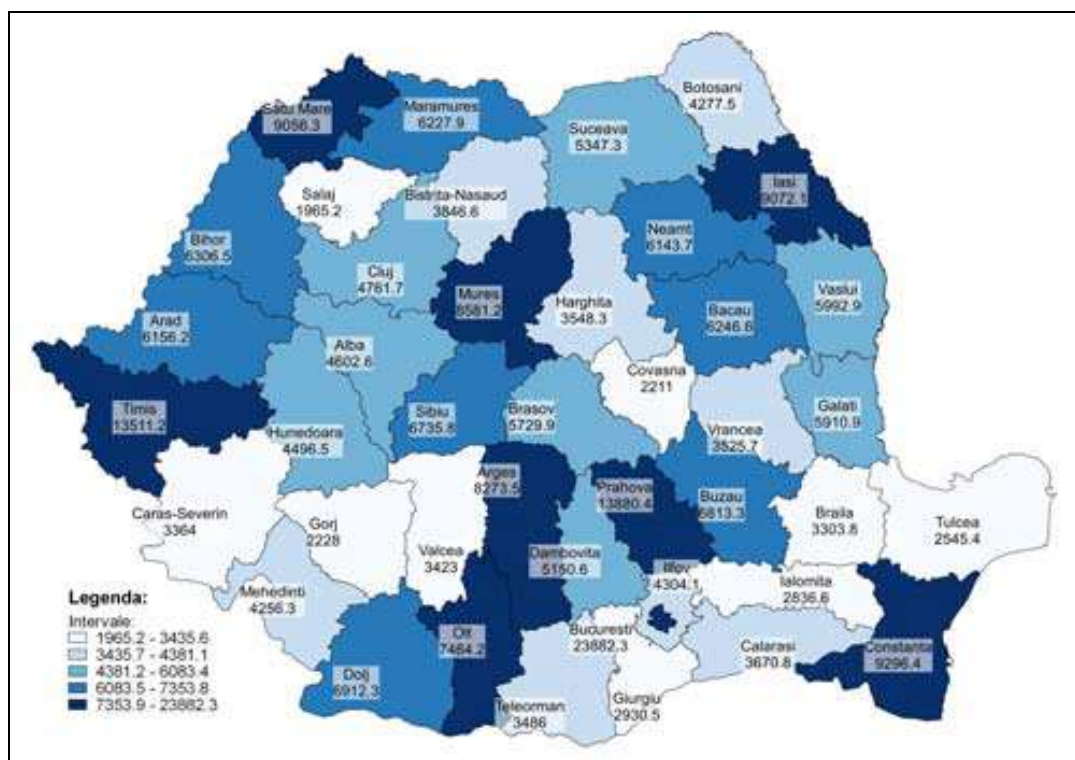 Botosani
4277.5
Satu Mare
9056.3
Maramures
6227.9
Suceava
5347.3
Iasi
9072.1
Salaj
1965.2
Bistrita-Nasaud
3846.6
Neamt
6143.7
Bihor
6306.5
Cluj
4761.7
Mures
8581.2
Harghita
3548.3
Vaslui
5992.9
Bacau
6246.6
Arad
6156.2
Alba
4602.6
Covasna
2211
Timis
13511.2
Sibiu
6735.8
Brasov
5729.9
Galati
5910.9
Vrancea
3525.7
Hunedoara
4496.5
Arges
8273.5
Prahova
13880.4
Buzau
6813.3
Braila
3303.8
Tulcea
2545.4
Caras-Severin
3364
Gorj
2228
Valcea
3423
Dambovita
5150.6
Ilfov
4304.1
Ialomita
2836.6
Mehedinti
4256.3
Olt
7484.2
Bucuresti
23882.3
Calarasi
3670.8
Constanta
9296.4
Dolj
6912.3
Teleorman
3486
Giurgiu
2930.5
Legenda:
Intervale
1965.2 - 3435.6
3435.7 - 4381.1
4381.2 - 6083.4
6083.5 - 7353.8
7353.9 - 23882.3